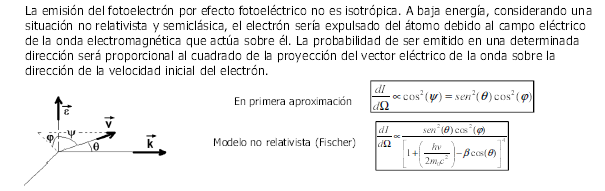 La emisión del fotoelectrón por efecto fotoeléctrico no es isotrópica. A baja energía, considerando una
situación no relativista y semiclásica, el electrón sería expulsado del átomo debido al campo eléctrico
de la onda electromagnética que actúa sobre él. La probabilidad de ser emitido en una determinada
dirección será proporcional al cuadrado de la proyección del vector eléctrico de la onda sobre la
dirección de la velocidad inicial del electrón.
En primera aproximación
dI/dΩ ∝ cos²(ψ) = sen²(θ)cos²(φ)
ε
v
ψ
φ
θ
k
Modelo no relativista (Fischer)
dI/dΩ ∝ sen²(θ)cos²(φ) / [1+(hν/2m₀c²)−βcos(θ)]⁴